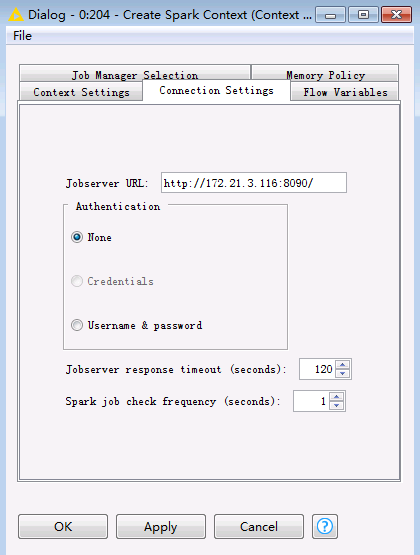 Dialog - 0:204 - Create Spark Context (Context ...
File
Job Manager Selection
Memory Policy
Context Settings
Connection Settings
Flow Variables
Jobserver URL: http://172.21.3.116:8090/
Authentication
None
Credentials
Username & password
Jobserver response timeout (seconds): 120
Spark job check frequency (seconds): 1
OK
Apply
Cancel
?